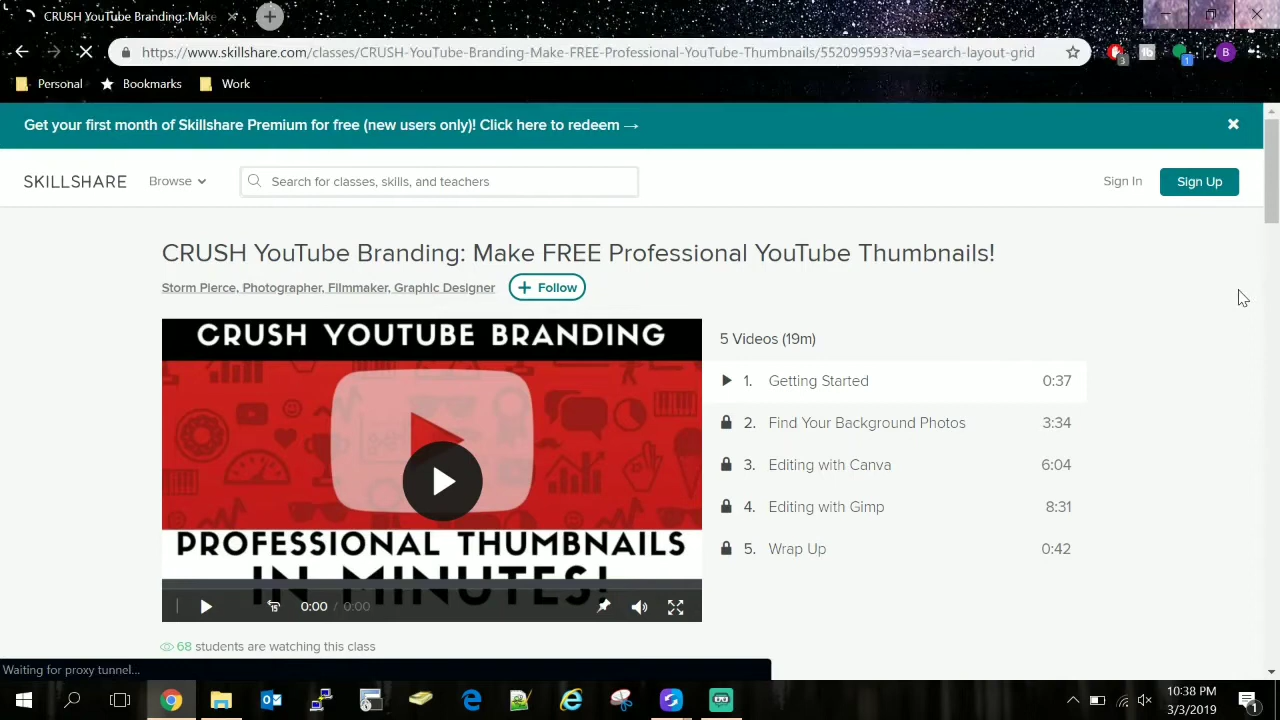 CRUSH YouTube Branding: Make
https://www.skillshare.com/classes/CRUSH-YouTube-Branding-Make-FREE-Professional-YouTube-Thumbnails/552099593?via=search-layout-grid
3
1
B
Personal
Bookmarks
Work
Get your first month of Skillshare Premium for free (new users only)! Click here to redeem →
SKILLSHARE
Browse
Search for classes, skills, and teachers
Sign In
Sign Up
CRUSH YouTube Branding: Make FREE Professional YouTube Thumbnails!
Storm Pierce, Photographer, Filmmaker, Graphic Designer
+ Follow
CRUSH YOUTUBE BRANDING
PROFESSIONAL THUMBNAILS
IN MINUTES!
15
0:00 / 0:00
5 Videos (19m)
1. Getting Started 0:37
2. Find Your Background Photos 3:34
3. Editing with Canva 6:04
4. Editing with Gimp 8:31
5. Wrap Up 0:42
68 students are watching this class
Waiting for proxy tunnel...
10:38 PM
3/3/2019
1